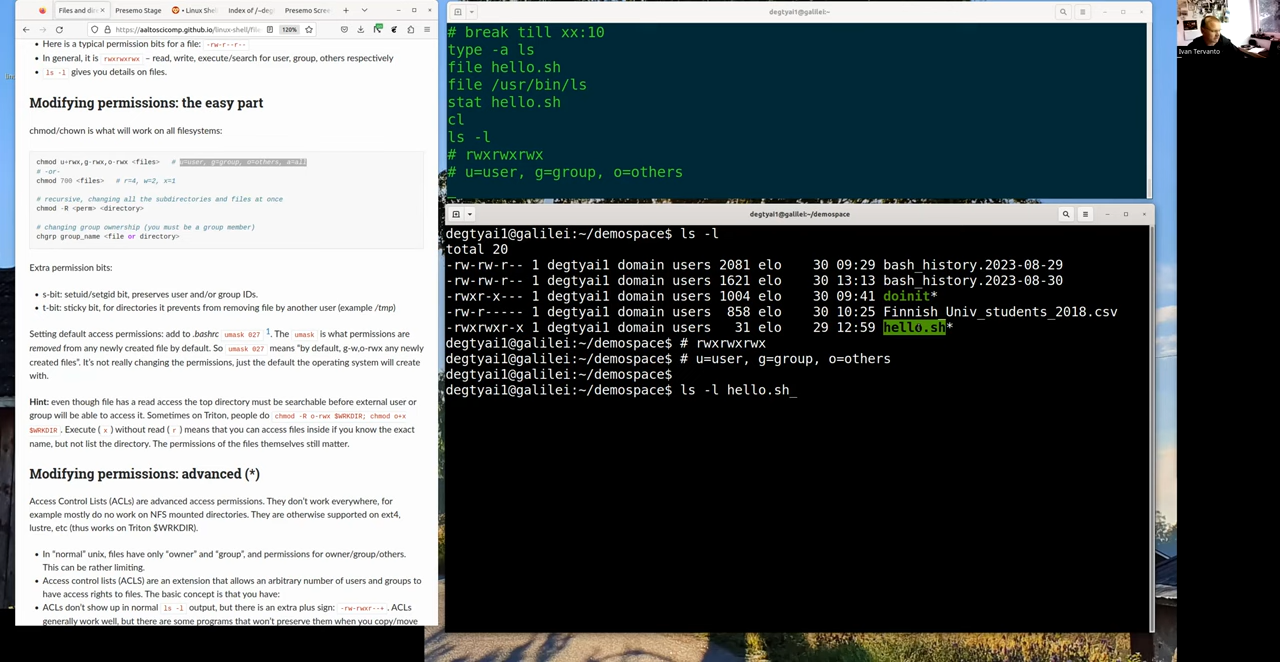 Files and dir
Presemo Stage
• Linux Shel
Index of /~deg
Presemo Scree
https://aaltoscicomp.github.io/linux-shell/file
120%
Here is a typical permission bits for a file: -rw-r--r--
In general, it is rwxrwxrwx – read, write, execute/search for user, group, others respectively
ls -l gives you details on files.
Modifying permissions: the easy part
chmod/chown is what will work on all filesystems:
chmod u+rwx,g-rwx,o-rwx <files> # u=user, g=group, o=others, a=all
# -or-
chmod 700 <files> # r=4, w=2, x=1
# recursive, changing all the subdirectories and files at once
chmod -R <perm> <directory>
# changing group ownership (you must be a group member)
chgrp group_name <file or directory>
Extra permission bits:
s-bit: setuid/setgid bit, preserves user and/or group IDs.
t-bit: sticky bit, for directories it prevents from removing file by another user (example /tmp)
Setting default access permissions: add to .bashrc umask 027 1. The umask is what permissions are
removed from any newly created file by default. So umask 027 means “by default, g-w,o-rwx any newly
created files”. It’s not really changing the permissions, just the default the operating system will create
with.
Hint: even though file has a read access the top directory must be searchable before external user or
group will be able to access it. Sometimes on Triton, people do chmod -R o-rwx $WRKDIR; chmod o+x
$WRKDIR . Execute ( x ) without read ( r ) means that you can access files inside if you know the exact
name, but not list the directory. The permissions of the files themselves still matter.
Modifying permissions: advanced (*)
Access Control Lists (ACLs) are advanced access permissions. They don’t work everywhere, for
example mostly do no work on NFS mounted directories. They are otherwise supported on ext4,
lustre, etc (thus works on Triton $WRKDIR).
In “normal” unix, files have only “owner” and “group”, and permissions for owner/group/others.
This can be rather limiting.
Access control lists (ACLS) are an extension that allows an arbitrary number of users and groups to
have access rights to files. The basic concept is that you have:
ACLs don’t show up in normal ls -l output, but there is an extra plus sign: -rw-rwxr--+ . ACLs
generally work well, but there are some programs that won’t preserve them when you copy/move
degtyai1@galilei:~
# break till xx:10
type -a ls
file hello.sh
file /usr/bin/ls
stat hello.sh
cl
ls -l
# rwxrwxrwx
# u=user, g=group, o=others
degtyai1@galilei:~/demospace
degtyai1@galilei:~/demospace$ ls -l
total 20
-rw-rw-r-- 1 degtyai1 domain users 2081 elo 30 09:29 bash_history.2023-08-29
-rw-rw-r-- 1 degtyai1 domain users 1621 elo 30 13:13 bash_history.2023-08-30
-rwxr-x--- 1 degtyai1 domain users 1004 elo 30 09:41 doinit*
-rw-r----- 1 degtyai1 domain users 858 elo 30 10:25 Finnish_Univ_students_2018.csv
-rwxrwxr-x 1 degtyai1 domain users 31 elo 29 12:59 hello.sh*
degtyai1@galilei:~/demospace$ # rwxrwxrwx
degtyai1@galilei:~/demospace$ # u=user, g=group, o=others
degtyai1@galilei:~/demospace$
degtyai1@galilei:~/demospace$ ls -l hello.sh_
Ivan Tervanto